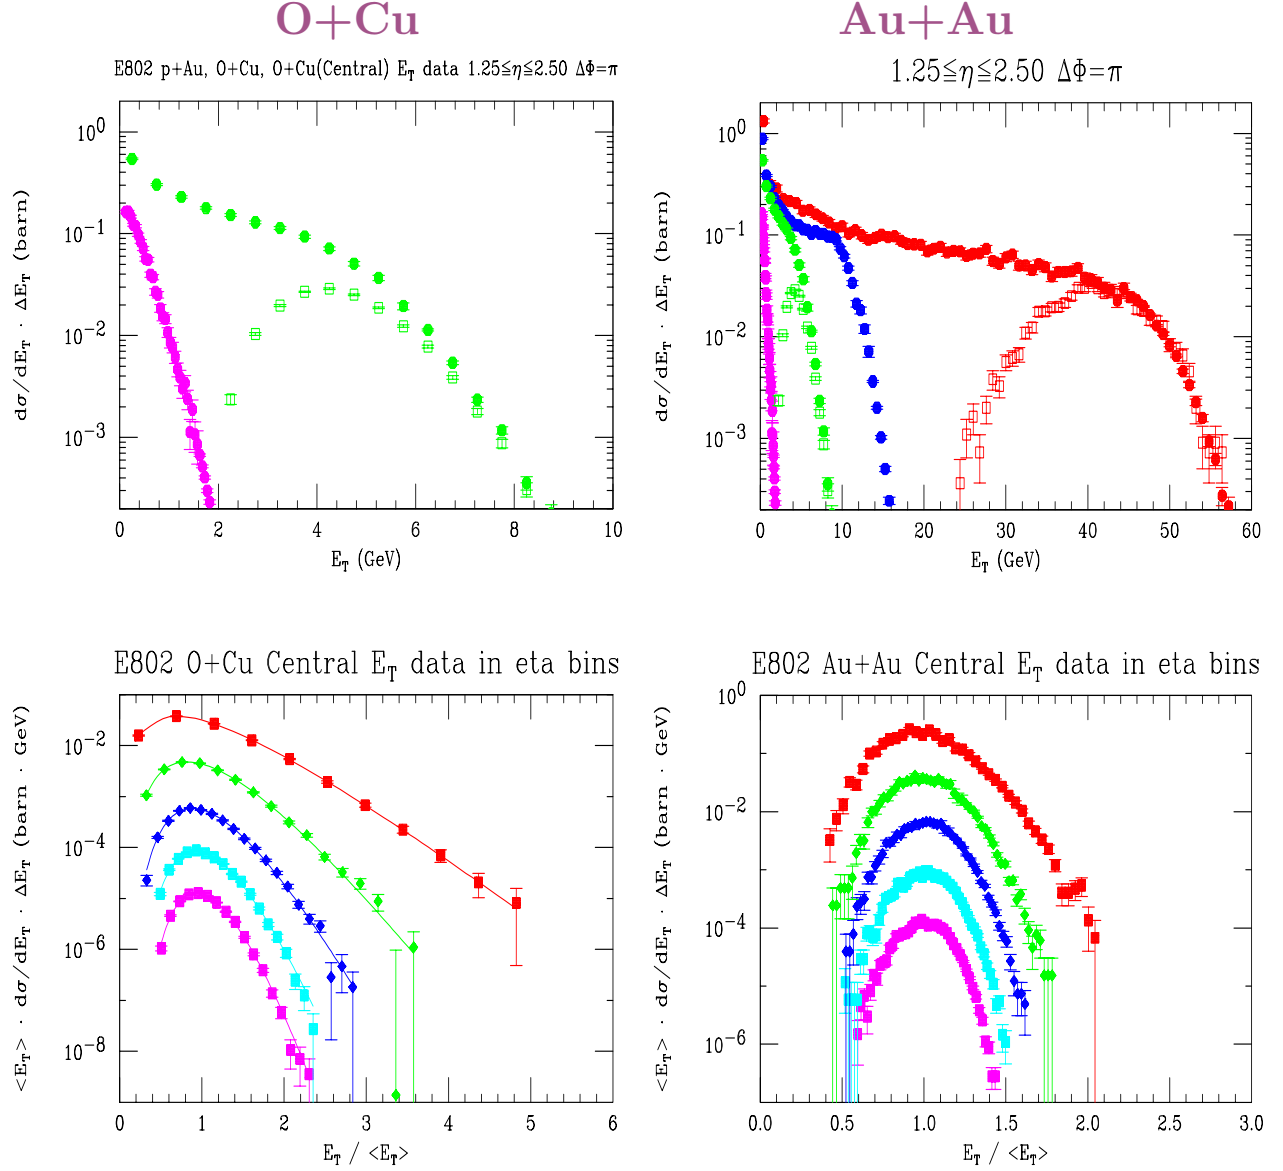 O+Cu
Au+Au
E802 p+Au, O+Cu, O+Cu(Central) E_T data 1.25≦η≦2.50 ΔΦ=π
1.25≦η≦2.50 ΔΦ=π
dσ/dE_T · ΔE_T (barn)
10^0
10^-1
10^-2
10^-3
0 2 4 6 8 10
E_T (GeV)
dσ/dE_T · ΔE_T (barn)
10^0
10^-1
10^-2
10^-3
0 10 20 30 40 50 60
E_T (GeV)
E802 O+Cu Central E_T data in eta bins
E802 Au+Au Central E_T data in eta bins
<E_T> · dσ/dE_T · ΔE_T (barn · GeV)
10^-2
10^-4
10^-6
10^-8
0 1 2 3 4 5 6
E_T / <E_T>
<E_T> · dσ/dE_T · ΔE_T (barn · GeV)
10^0
10^-2
10^-4
10^-6
0.0 0.5 1.0 1.5 2.0 2.5 3.0
E_T / <E_T>